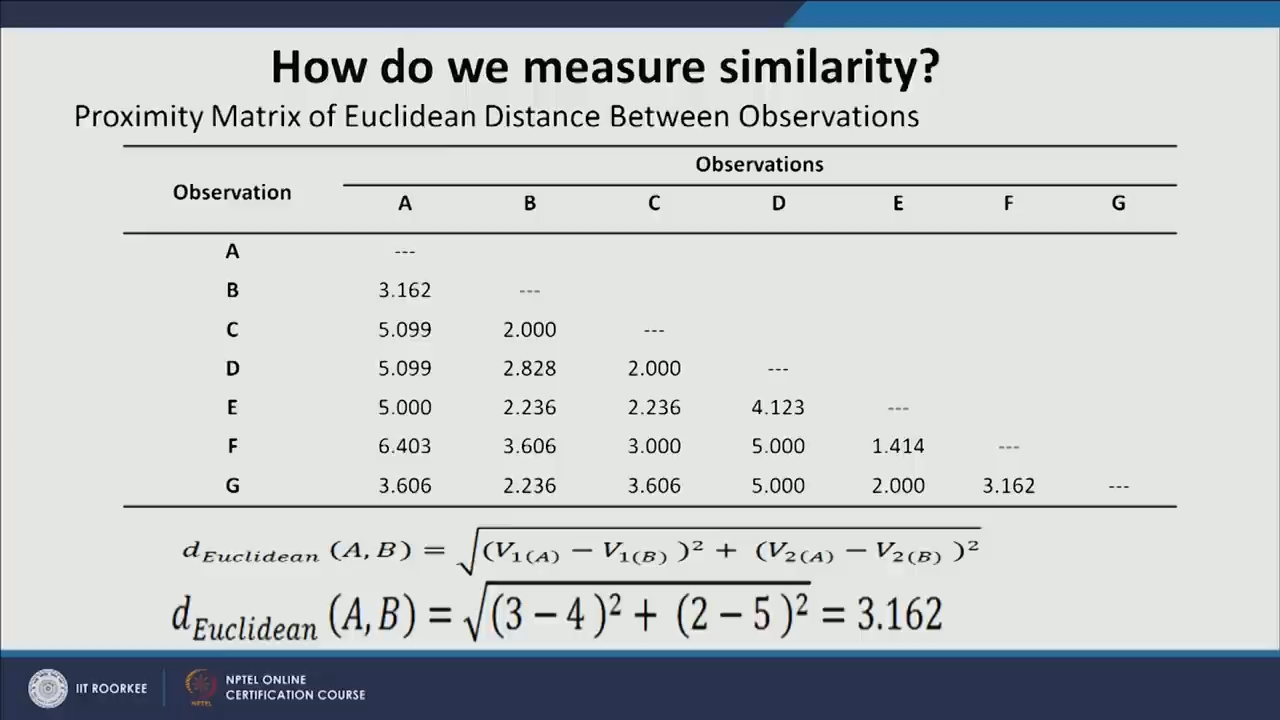 How do we measure similarity?
Proximity Matrix of Euclidean Distance Between Observations
Observation Observations
A B C D E F G
A ---
B 3.162 ---
C 5.099 2.000 ---
D 5.099 2.828 2.000 ---
E 5.000 2.236 2.236 4.123 ---
F 6.403 3.606 3.000 5.000 1.414 ---
G 3.606 2.236 3.606 5.000 2.000 3.162 ---
d_Euclidean (A, B) = √((V_1(A) − V_1(B) )² + (V_2(A) − V_2(B) )²)
d_Euclidean (A, B) = √((3 − 4 )² + (2 − 5 )²) = 3.162
IIT ROORKEE
NPTEL
NPTEL ONLINE
CERTIFICATION COURSE